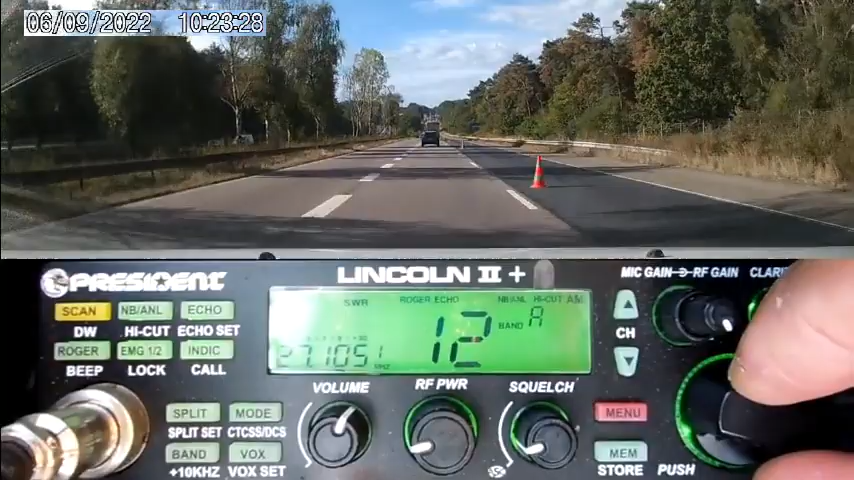 06/09/2022 10:23:28
PRESIDENT LINCOLN II + MIC GAIN RF GAIN CLARI
SCAN NB/ANL ECHO
DW HI-CUT ECHO SET
ROGER EMG 1/2 INDIC
BEEP LOCK CALL
SWR ROGER ECHO NB/ANL HI-CUT AM
12 BAND A
271051
CH
VOLUME RF PWR SQUELCH
SPLIT MODE
SPLIT SET CTCSS/DCS
BAND VOX
+10KHZ VOX SET
MENU
MEM
STORE PUSH